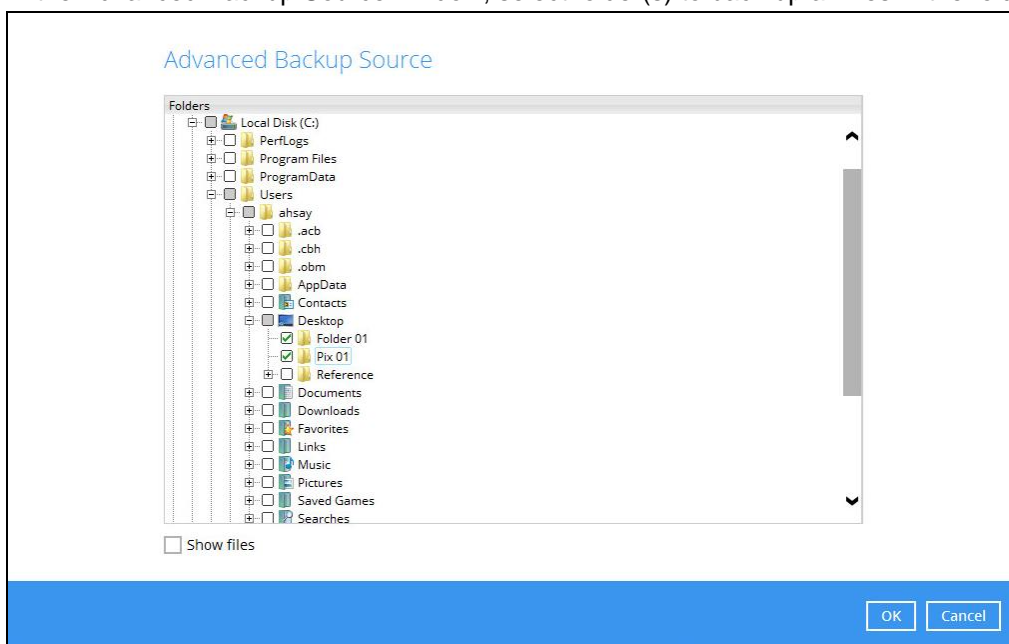 Advanced Backup Source
Folders
Local Disk (C:)
PerfLogs
Program Files
ProgramData
Users
ahsay
.acb
.cbh
.obm
AppData
Contacts
Desktop
Folder 01
Pix 01
Reference
Documents
Downloads
Favorites
Links
Music
Pictures
Saved Games
Searches
Show files
OK Cancel